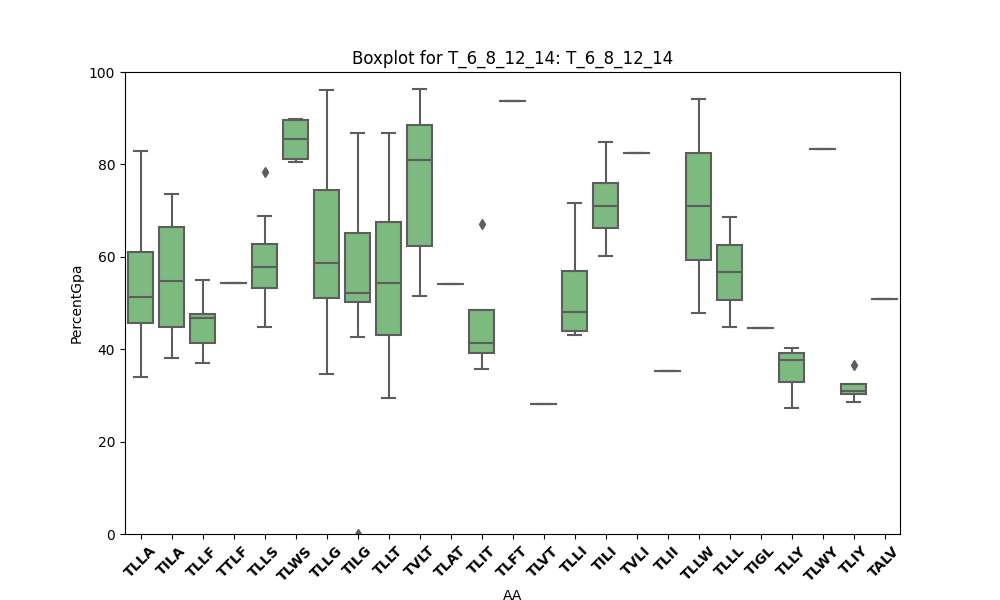 Boxplot for T_6_8_12_14: T_6_8_12_14
100
80
60
40
20
0
PercentGpa
TLLA
TILA
TLLF
TTLF
TLLS
TLWS
TLLG
TILG
TLLT
TVLT
TLAT
TLIT
TLFT
TLVT
TLLI
TILI
TVLI
TLII
TLLW
TLLL
TIGL
TLLY
TLWY
TLIY
TALV
AA